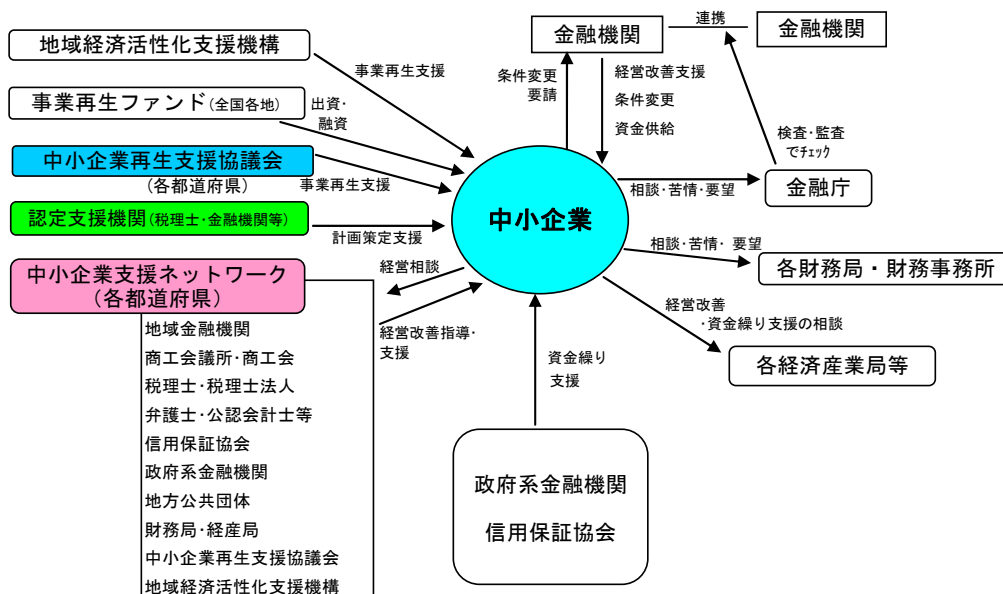 地域経済活性化支援機構
事業再生支援
事業再生ファンド(全国各地)
出資・
融資
中小企業再生支援協議会
(各都道府県)
事業再生支援
認定支援機関(税理士・金融機関等)
計画策定支援
中小企業支援ネットワーク
(各都道府県)
経営相談
経営改善指導・
支援
地域金融機関
商工会議所・商工会
税理士・税理士法人
弁護士・公認会計士等
信用保証協会
政府系金融機関
地方公共団体
財務局・経産局
中小企業再生支援協議会
地域経済活性化支援機構
金融機関
連携
金融機関
条件変更
要請
経営改善支援
条件変更
資金供給
検査・監査
でチェック
中小企業
相談・苦情・要望
金融庁
相談・苦情・ 要望
各財務局・財務事務所
経営改善
・資金繰り支援の相談
各経済産業局等
資金繰り
支援
政府系金融機関
信用保証協会